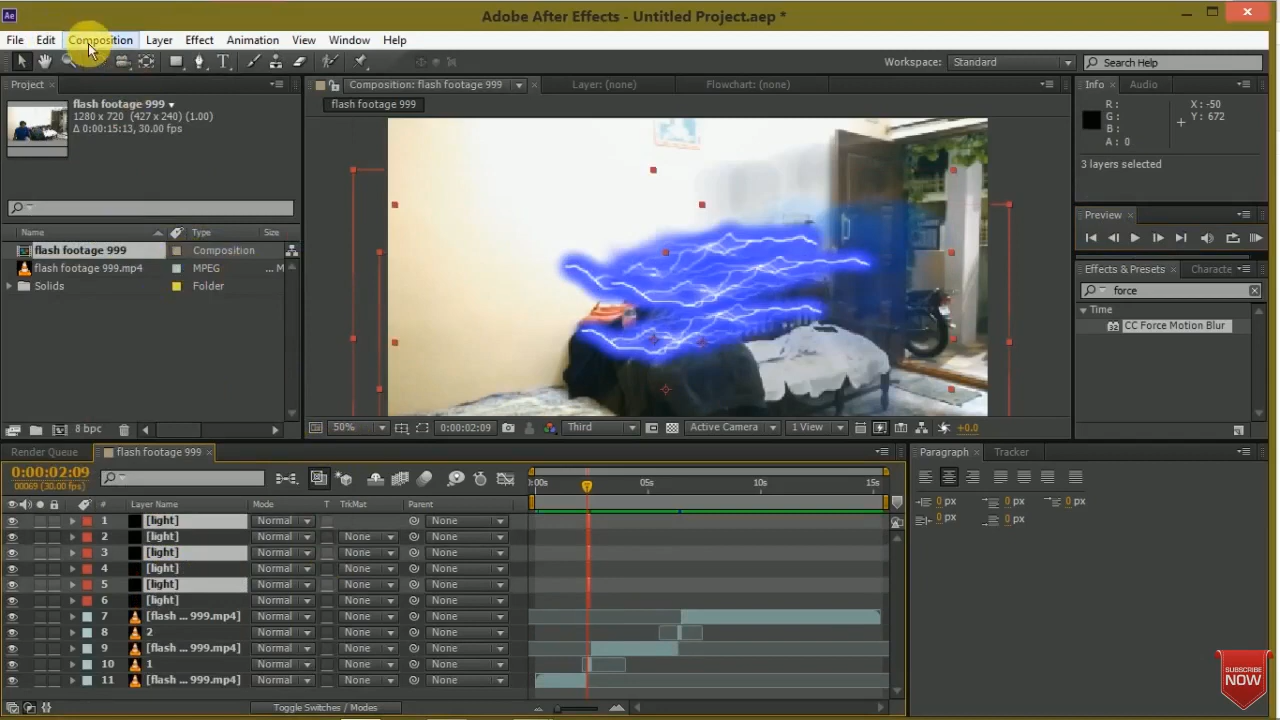 Adobe After Effects - Untitled Project.aep *
File Edit Composition Layer Effect Animation View Window Help
Workspace: Standard Search Help
Project
flash footage 999
1280 x 720 (427 x 240) (1.00)
Δ 0:00:15:13, 30.00 fps
Name Type Size
flash footage 999 Composition
flash footage 999.mp4 MPEG ... M
Solids Folder
8 bpc
Composition: flash footage 999 Layer: (none) Flowchart: (none)
flash footage 999
50% 0:00:02:09 Third Active Camera 1 View +0.0
Info Audio
R: X: -50
G: Y: 672
B:
A: 0
3 layers selected
Preview
Effects & Presets Characte
force
Time
CC Force Motion Blur
Render Queue flash footage 999
0:00:02:09
00069 (30.00 fps)
:00s 05s 10s 15s
# Layer Name Mode T TrkMat Parent
1 [light] Normal None
2 [light] Normal None None
3 [light] Normal None None
4 [light] Normal None None
5 [light] Normal None None
6 [light] Normal None None
7 [flash ... 999.mp4] Normal None None
8 2 Normal None None
9 [flash ... 999.mp4] Normal None None
10 1 Normal None None
11 [flash ... 999.mp4] Normal None None
Toggle Switches / Modes
Paragraph Tracker
0 px 0 px 0 px
0 px 0 px
SUBSCRIBE
NOW